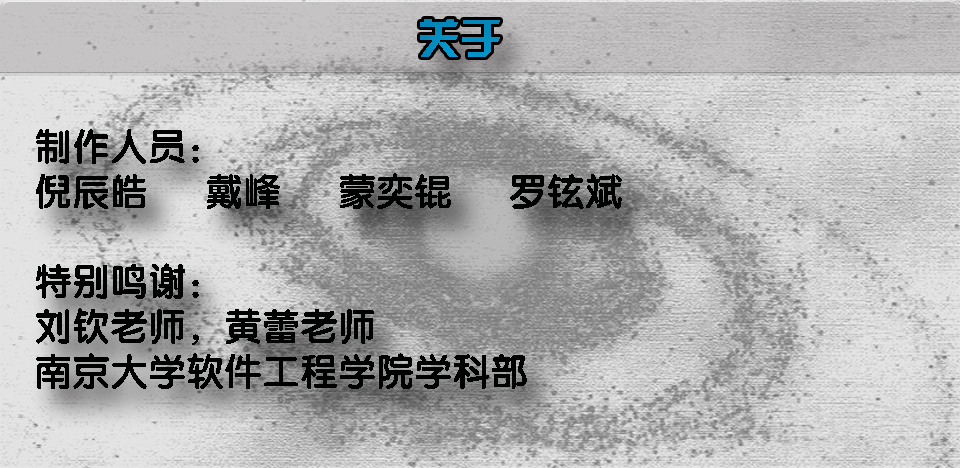 关于
制作人员：
倪辰皓 戴峰 蒙奕锟 罗铉斌
特别鸣谢：
刘钦老师，黄蕾老师
南京大学软件工程学院学科部